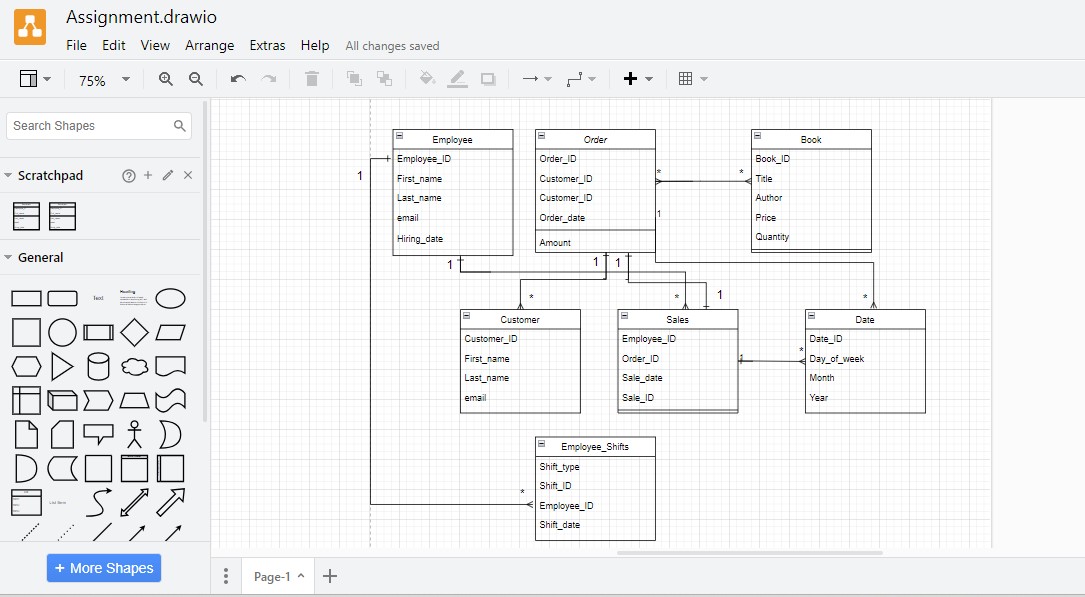 Assignment.drawio
File Edit View Arrange Extras Help All changes saved
75%
Search Shapes
Scratchpad
General
Text
Heading
List Item
+ More Shapes
Employee
Employee_ID
First_name
Last_name
email
Hiring_date
Order
Order_ID
Customer_ID
Customer_ID
Order_date
Amount
Book
Book_ID
Title
Author
Price
Quantity
1
*
*
1
1
1
1
*
*
1
*
Customer
Customer_ID
First_name
Last_name
email
Sales
Employee_ID
Order_ID
Sale_date
Sale_ID
1
*
Date
Date_ID
Day_of_week
Month
Year
Employee_Shifts
Shift_type
Shift_ID
Employee_ID
Shift_date
*
Page-1